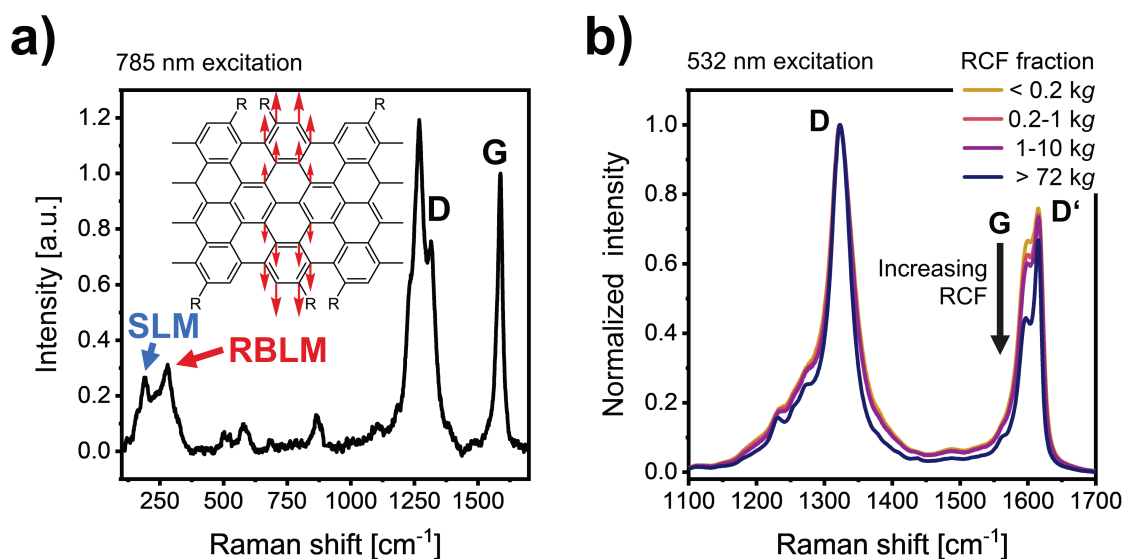 a)
785 nm excitation
Intensity [a.u.]
1.2
1.0
0.8
0.6
0.4
0.2
0.0
R
R
R
R
R
R
G
D
SLM
RBLM
250
500
750
1000
1250
1500
Raman shift [cm⁻¹]
b)
532 nm excitation
RCF fraction
< 0.2 kg
0.2-1 kg
1-10 kg
> 72 kg
Normalized intensity
1.0
0.8
0.6
0.4
0.2
0.0
D
G
D‘
Increasing
RCF
1100
1200
1300
1400
1500
1600
1700
Raman shift [cm⁻¹]